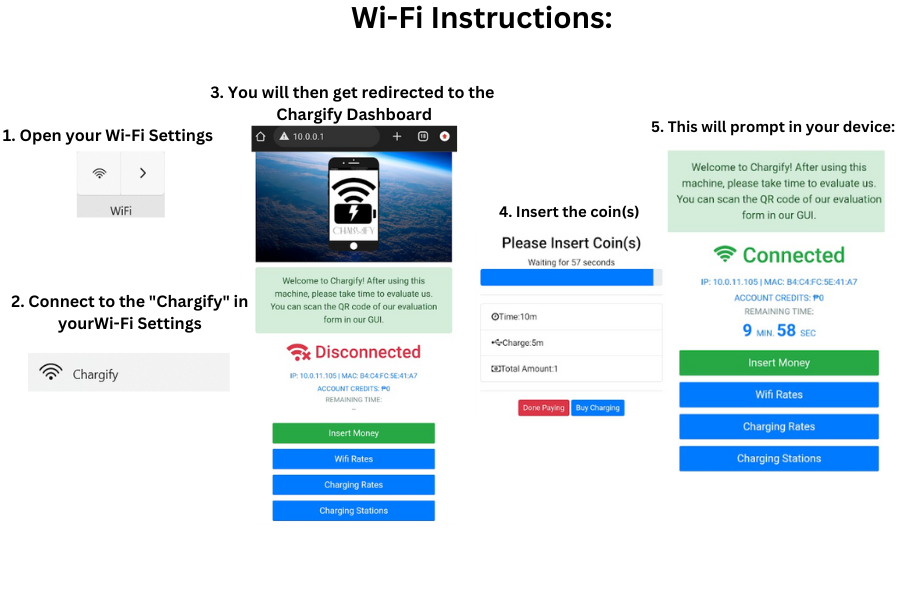 Wi-Fi Instructions:
1. Open your Wi-Fi Settings
WiFi
2. Connect to the "Chargify" in
yourWi-Fi Settings
Chargify
3. You will then get redirected to the
Chargify Dashboard
10.0.0.1
18
CHARGIFY
Welcome to Chargify! After using this
machine, please take time to evaluate us.
You can scan the QR code of our evaluation
form in our GUI.
Disconnected
IP: 10.0.11.105 | MAC: B4:C4:FC:5E:41:A7
ACCOUNT CREDITS: ₱0
REMAINING TIME:
--
Insert Money
Wifi Rates
Charging Rates
Charging Stations
4. Insert the coin(s)
Please Insert Coin(s)
Waiting for 57 seconds
Time:10m
Charge:5m
Total Amount:1
Done Paying
Buy Charging
5. This will prompt in your device:
Welcome to Chargify! After using this
machine, please take time to evaluate us.
You can scan the QR code of our evaluation
form in our GUI.
Connected
IP: 10.0.11.105 | MAC: B4:C4:FC:5E:41:A7
ACCOUNT CREDITS: ₱0
REMAINING TIME:
9 MIN. 58 SEC
Insert Money
Wifi Rates
Charging Rates
Charging Stations